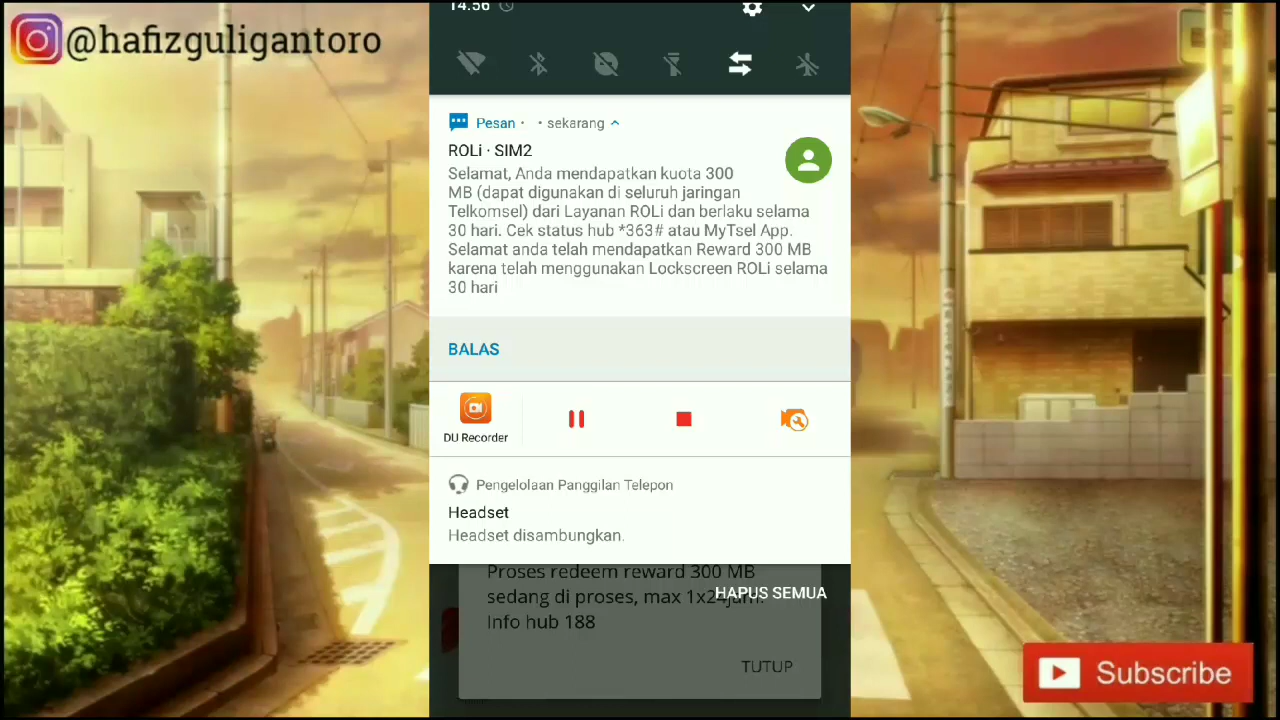 @hafizguligantoro
14.56
Pesan · · sekarang
ROLi · SIM2
Selamat, Anda mendapatkan kuota 300
MB (dapat digunakan di seluruh jaringan
Telkomsel) dari Layanan ROLi dan berlaku selama
30 hari. Cek status hub *363# atau MyTsel App.
Selamat anda telah mendapatkan Reward 300 MB
karena telah menggunakan Lockscreen ROLi selama
30 hari
BALAS
DU Recorder
Pengelolaan Panggilan Telepon
Headset
Headset disambungkan.
Proses redeem reward 300 MB
sedang di proses, max 1x24jam.
HAPUS SEMUA
Info hub 188
TUTUP
Subscribe